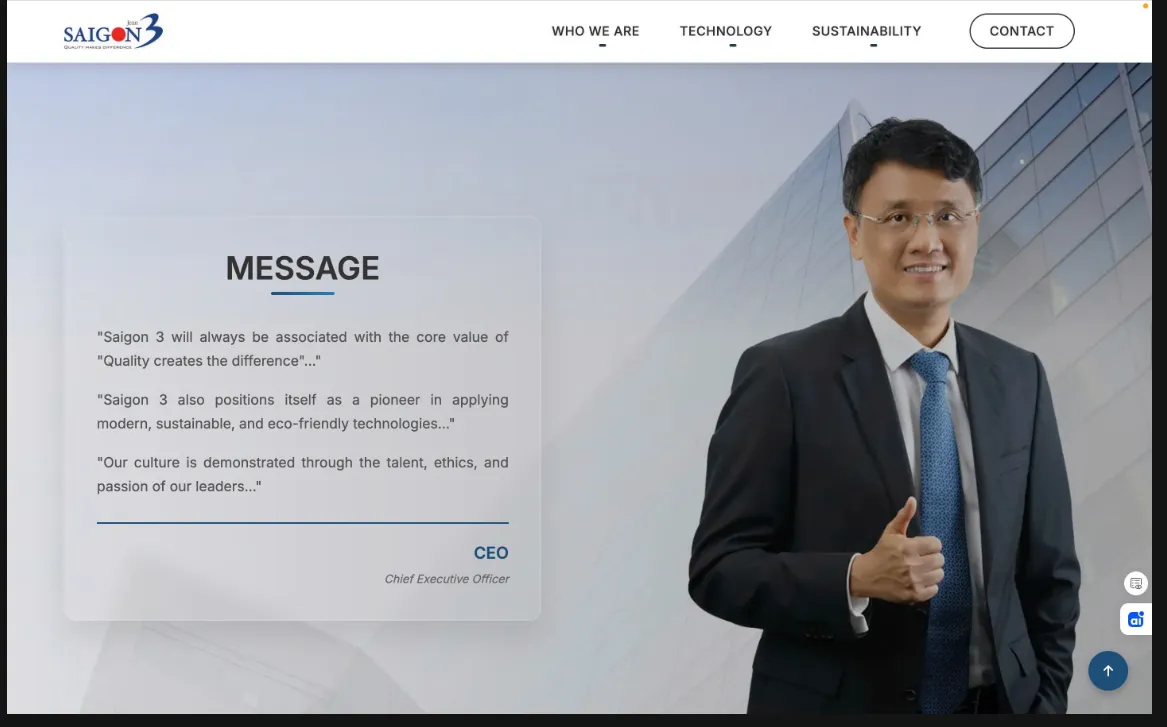 Jean
SAIGON 3
QUALITY MAKES DIFFERENCE
WHO WE ARE
TECHNOLOGY
SUSTAINABILITY
CONTACT
MESSAGE
"Saigon 3 will always be associated with the core value of
"Quality creates the difference"..."
"Saigon 3 also positions itself as a pioneer in applying
modern, sustainable, and eco-friendly technologies..."
"Our culture is demonstrated through the talent, ethics, and
passion of our leaders..."
CEO
Chief Executive Officer
ai